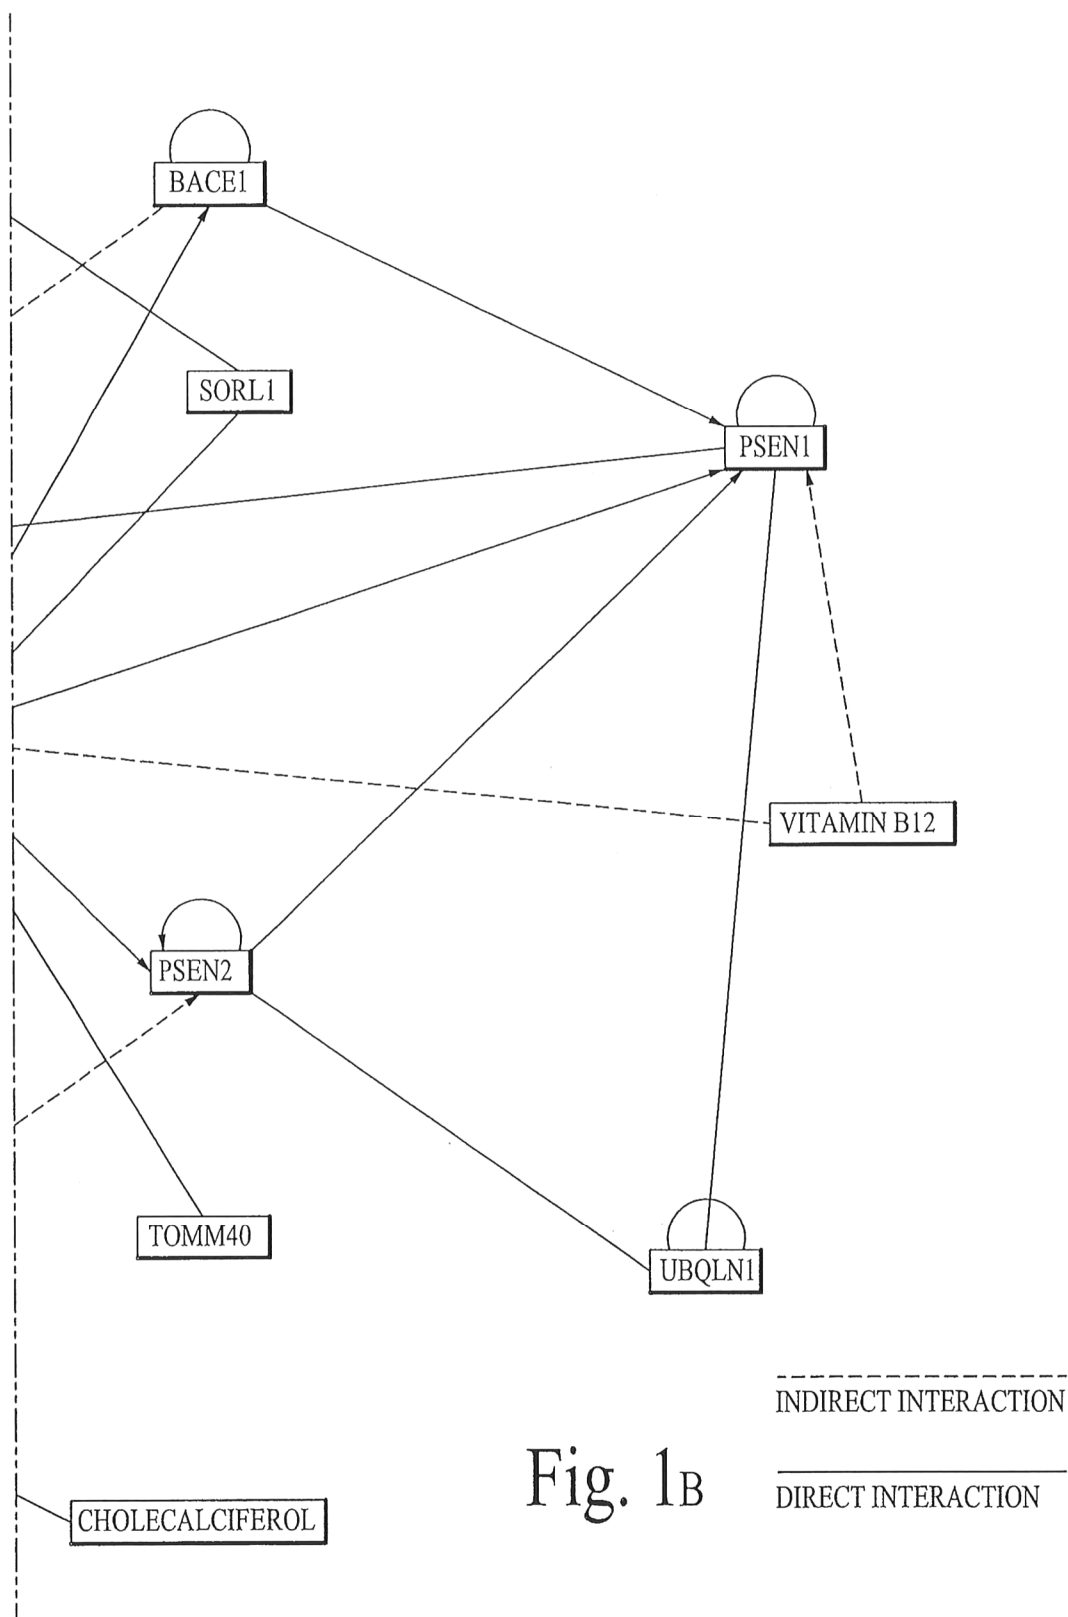 BACE1
SORL1
PSEN1
VITAMIN B12
PSEN2
TOMM40
UBQLN1
INDIRECT INTERACTION
Fig. 1B
DIRECT INTERACTION
CHOLECALCIFEROL